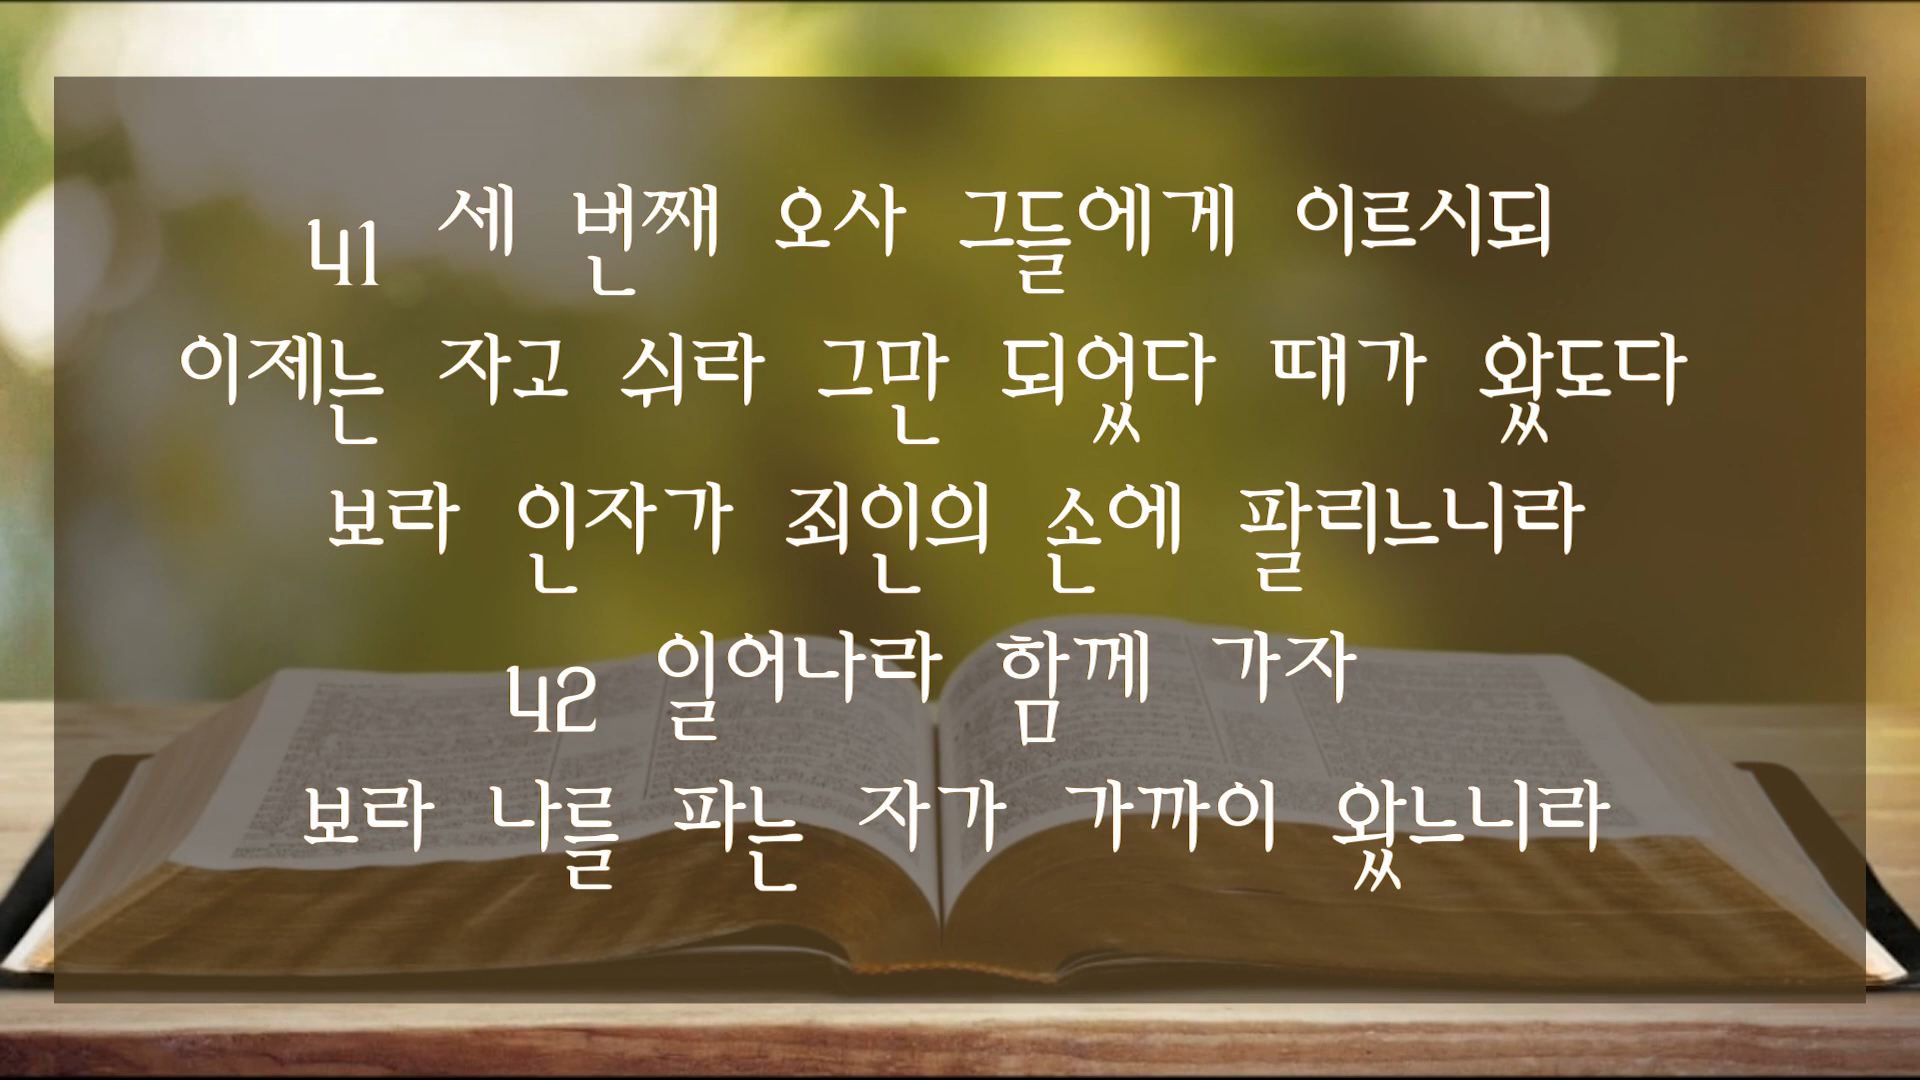 41 세 번째 오사 그들에게 이르시되
이제는 자고 쉬라 그만 되었다 때가 왔도다
보라 인자가 죄인의 손에 팔리느니라
42 일어나라 함께 가자
보라 나를 파는 자가 가까이 왔느니라